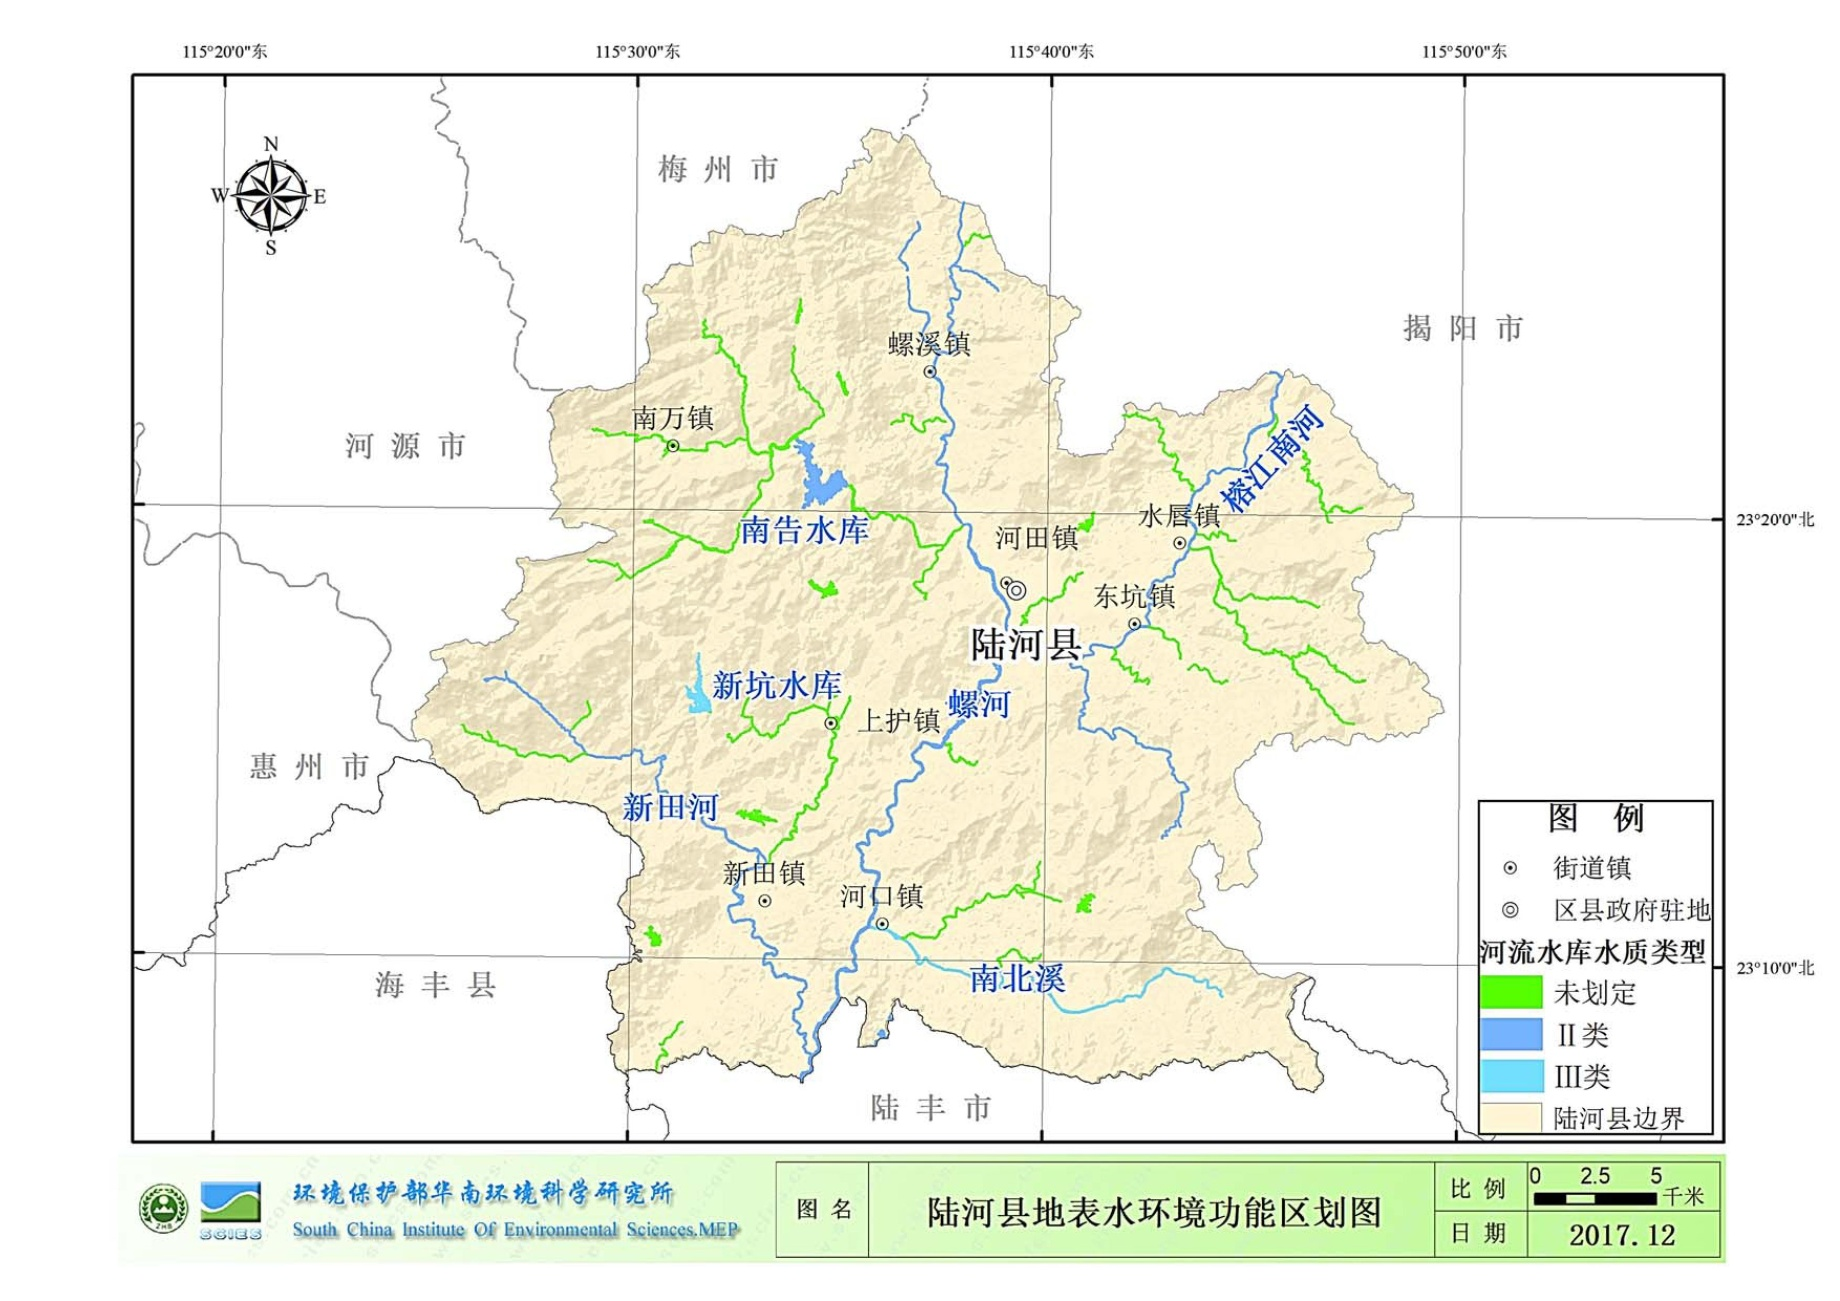 115°20'0"东
115°30'0"东
115°40'0"东
115°50'0"东
N
W
E
S
梅州市
揭阳市
螺溪镇
南万镇
河源市
榕江南河
水唇镇
23°20'0"北
南告水库
河田镇
东坑镇
陆河县
新坑水库
螺河
上护镇
惠州市
新田河
新田镇
河口镇
南北溪
海丰县
23°10'0"北
陆丰市
图 例
街道镇
区县政府驻地
河流水库水质类型
未划定
Ⅱ类
Ⅲ类
陆河县边界
环境保护部华南环境科学研究所
South China Institute Of Environmental Sciences.MEP
ZHB
SCIES
图 名
陆河县地表水环境功能区划图
比 例
0 2.5 5
千米
日 期
2017.12